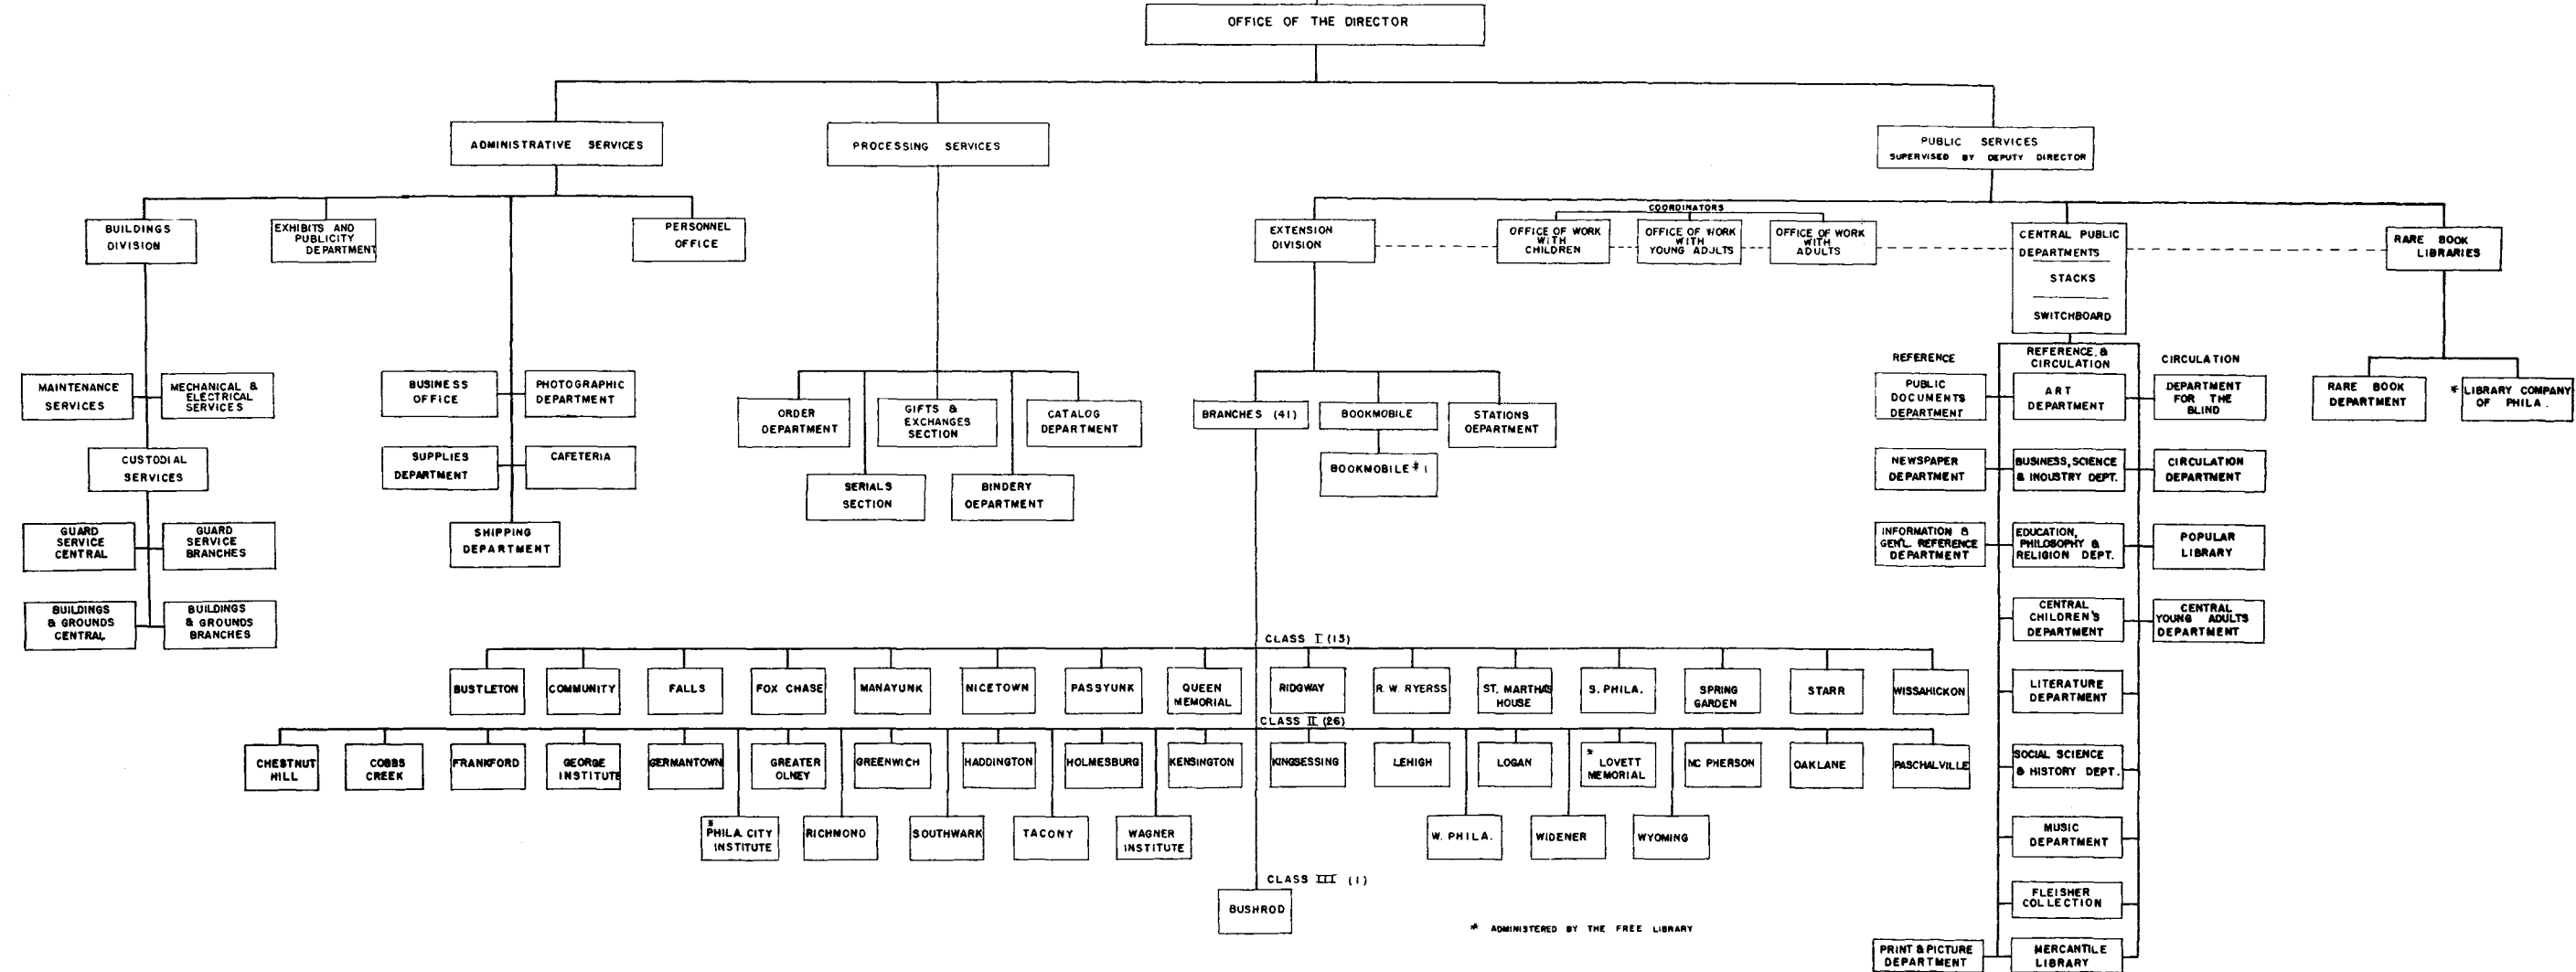 OFFICE OF THE DIRECTOR
ADMINISTRATIVE SERVICES
PROCESSING SERVICES
PUBLIC SERVICES
SUPERVISED BY DEPUTY DIRECTOR
BUILDINGS
DIVISION
EXHIBITS AND
PUBLICITY
DEPARTMENT
PERSONNEL
OFFICE
EXTENSION
DIVISION
COORDINATORS
OFFICE OF WORK
WITH
CHILDREN
OFFICE OF WORK
WITH
YOUNG ADULTS
OFFICE OF WORK
WITH
ADULTS
CENTRAL PUBLIC
DEPARTMENTS
STACKS
SWITCHBOARD
RARE BOOK
LIBRARIES
MAINTENANCE
SERVICES
MECHANICAL &
ELECTRICAL
SERVICES
CUSTODIAL
SERVICES
GUARD
SERVICE
CENTRAL
GUARD
SERVICE
BRANCHES
BUILDINGS
& GROUNDS
CENTRAL
BUILDINGS
& GROUNDS
BRANCHES
BUSINESS
OFFICE
PHOTOGRAPHIC
DEPARTMENT
SUPPLIES
DEPARTMENT
CAFETERIA
SHIPPING
DEPARTMENT
ORDER
DEPARTMENT
GIFTS &
EXCHANGES
SECTION
CATALOG
DEPARTMENT
SERIALS
SECTION
BINDERY
DEPARTMENT
BRANCHES (41)
BOOKMOBILE
STATIONS
DEPARTMENT
BOOKMOBILE #1
REFERENCE
REFERENCE, &
CIRCULATION
CIRCULATION
PUBLIC
DOCUMENTS
DEPARTMENT
ART
DEPARTMENT
DEPARTMENT
FOR THE
BLIND
NEWSPAPER
DEPARTMENT
BUSINESS, SCIENCE
& INDUSTRY DEPT.
CIRCULATION
DEPARTMENT
INFORMATION &
GEN'L. REFERENCE
DEPARTMENT
EDUCATION,
PHILOSOPHY &
RELIGION DEPT.
POPULAR
LIBRARY
CENTRAL
CHILDREN'S
DEPARTMENT
CENTRAL
YOUNG ADULTS
DEPARTMENT
LITERATURE
DEPARTMENT
SOCIAL SCIENCE
& HISTORY DEPT.
MUSIC
DEPARTMENT
FLEISHER
COLLECTION
PRINT & PICTURE
DEPARTMENT
MERCANTILE
LIBRARY
RARE BOOK
DEPARTMENT
* LIBRARY COMPANY
OF PHILA.
CLASS I (15)
BUSTLETON
COMMUNITY
FALLS
FOX CHASE
MANAYUNK
NICETOWN
PASSYUNK
QUEEN
MEMORIAL
RIDGWAY
R. W. RYERSS
ST. MARTHA'S
HOUSE
S. PHILA.
SPRING
GARDEN
STARR
WISSAHICKON
CLASS II (26)
CHESTNUT
HILL
COBBS
CREEK
FRANKFORD
GEORGE
INSTITUTE
GERMANTOWN
GREATER
OLNEY
GREENWICH
HADDINGTON
HOLMESBURG
KENSINGTON
KINGSESSING
LEHIGH
LOGAN
*
LOVETT
MEMORIAL
MC PHERSON
OAKLANE
PASCHALVILLE
*
PHILA. CITY
INSTITUTE
RICHMOND
SOUTHWARK
TACONY
WAGNER
INSTITUTE
W. PHILA.
WIDENER
WYOMING
CLASS III (1)
BUSHROD
* ADMINISTERED BY THE FREE LIBRARY